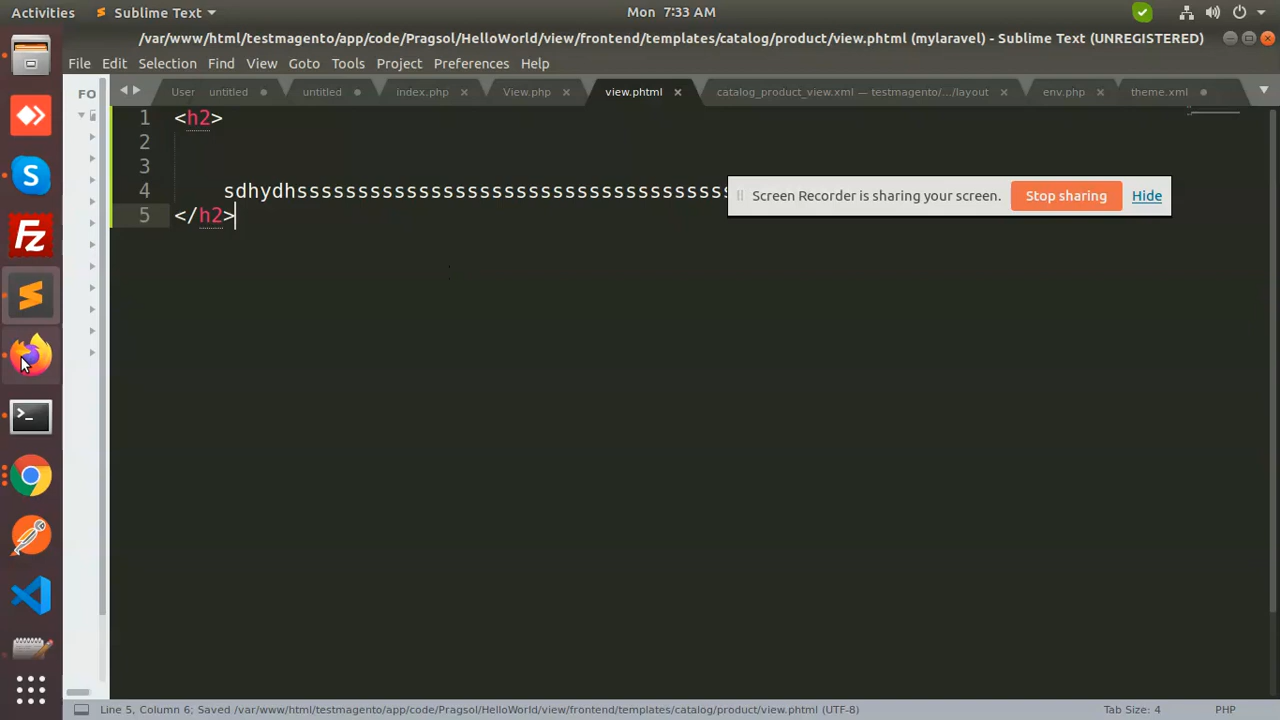 Activities Sublime Text Mon 7:33 AM
/var/www/html/testmagento/app/code/Pragsol/HelloWorld/view/frontend/templates/catalog/product/view.phtml (mylaravel) - Sublime Text (UNREGISTERED)
File Edit Selection Find View Goto Tools Project Preferences Help
FO
User untitled untitled index.php View.php view.phtml catalog_product_view.xml — testmagento/.../layout env.php theme.xml
1 <h2>
2
3
4 sdhydhssssssssssssssssssssssssssssssssssss
Screen Recorder is sharing your screen. Stop sharing Hide
5 </h2>
Line 5, Column 6; Saved /var/www/html/testmagento/app/code/Pragsol/HelloWorld/view/frontend/templates/catalog/product/view.phtml (UTF-8) Tab Size: 4 PHP